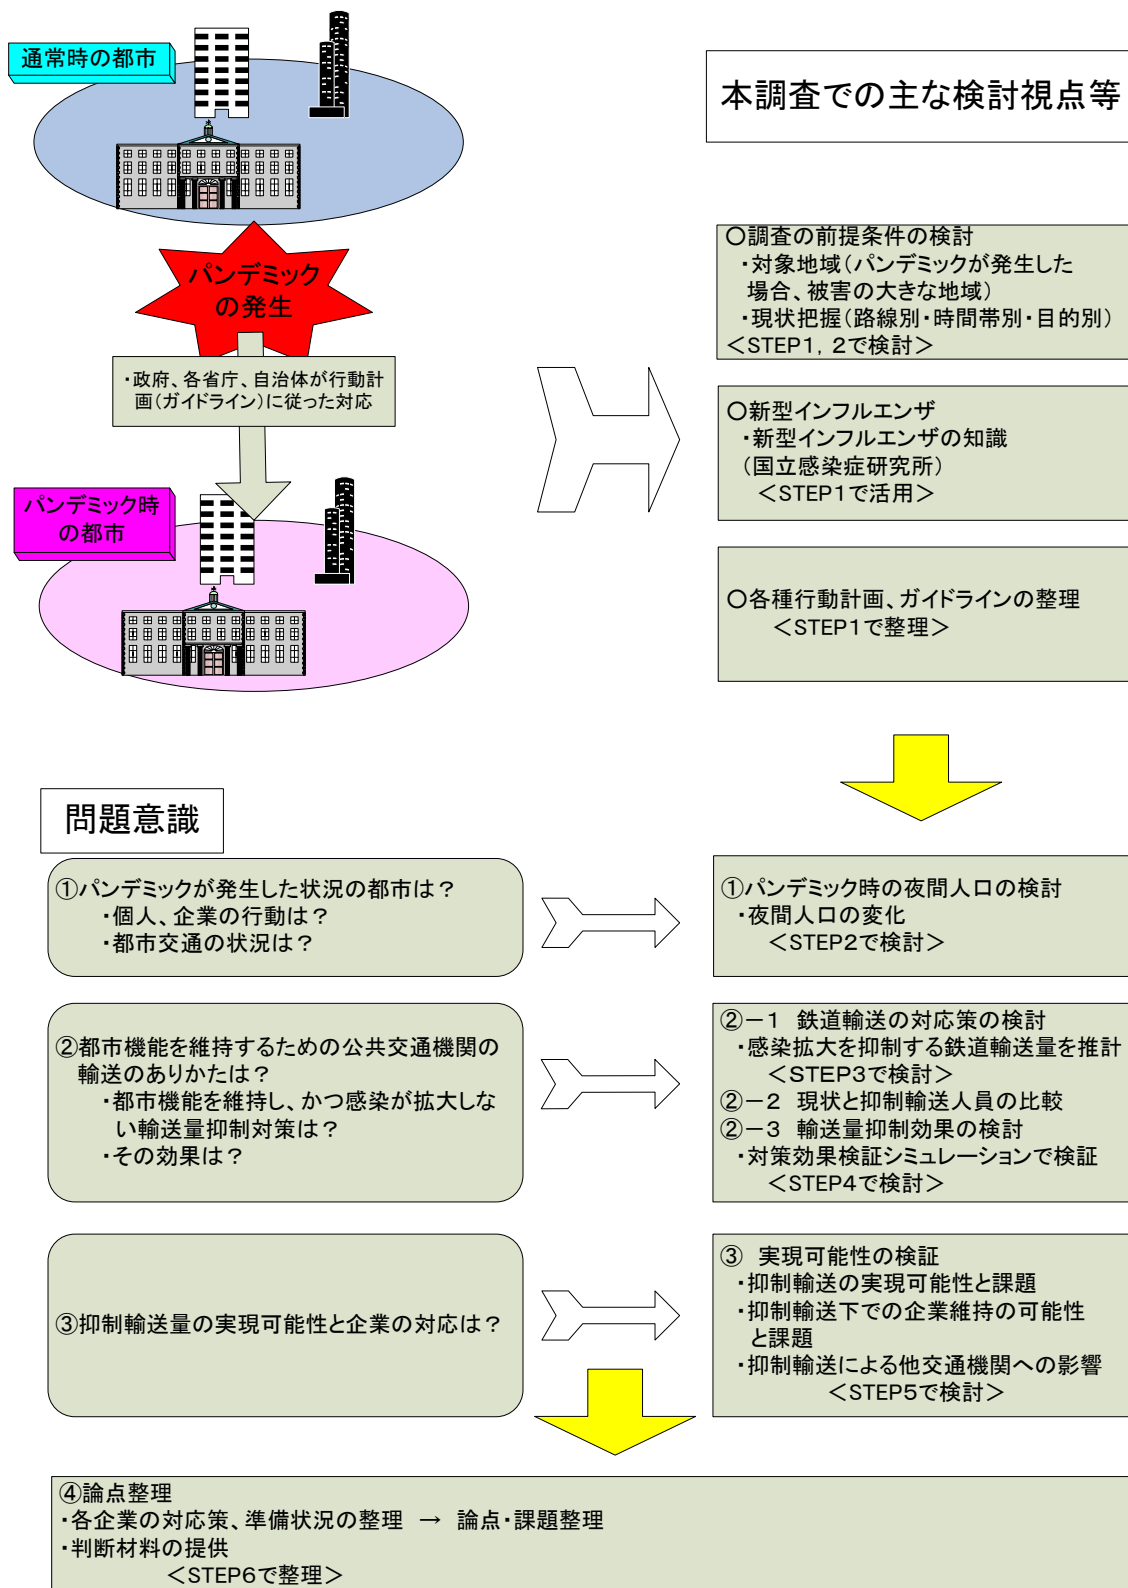 通常時の都市
本調査での主な検討視点等
パンデミック
の発生
・政府、各省庁、自治体が行動計
画(ガイドライン)に従った対応
パンデミック時
の都市
○調査の前提条件の検討
・対象地域(パンデミックが発生した
場合、被害の大きな地域)
・現状把握(路線別・時間帯別・目的別)
＜STEP1，2で検討＞
○新型インフルエンザ
・新型インフルエンザの知識
(国立感染症研究所)
＜STEP1で活用＞
○各種行動計画、ガイドラインの整理
＜STEP1で整理＞
問題意識
①パンデミックが発生した状況の都市は？
・個人、企業の行動は？
・都市交通の状況は？
①パンデミック時の夜間人口の検討
・夜間人口の変化
＜STEP2で検討＞
②都市機能を維持するための公共交通機関の
輸送のありかたは？
・都市機能を維持し、かつ感染が拡大しな
い輸送量抑制対策は？
・その効果は？
②－1 鉄道輸送の対応策の検討
・感染拡大を抑制する鉄道輸送量を推計
＜STEP3で検討＞
②－2 現状と抑制輸送人員の比較
②－3 輸送量抑制効果の検討
・対策効果検証シミュレーションで検証
＜STEP4で検討＞
③抑制輸送量の実現可能性と企業の対応は？
③ 実現可能性の検証
・抑制輸送の実現可能性と課題
・抑制輸送下での企業維持の可能性
と課題
・抑制輸送による他交通機関への影響
＜STEP5で検討＞
④論点整理
・各企業の対応策、準備状況の整理 → 論点・課題整理
・判断材料の提供
＜STEP6で整理＞